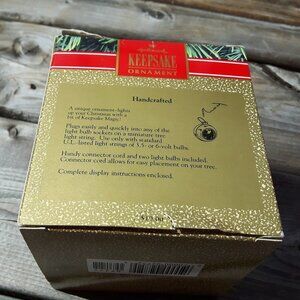 Hallmark
KEEPSAKE
ORNAMENT
Handcrafted
A unique ornament–lights
up your Christmas with a
bit of Keepsake Magic!
Plugs easily and quickly into any of the
light bulb sockets on a miniature tree
light string. Use only with standard
U.L.-listed light strings of 3.5- or 6-volt bulbs.
Handy connector cord and two light bulbs included.
Connector cord allows for easy placement on your tree.
Complete display instructions enclosed.